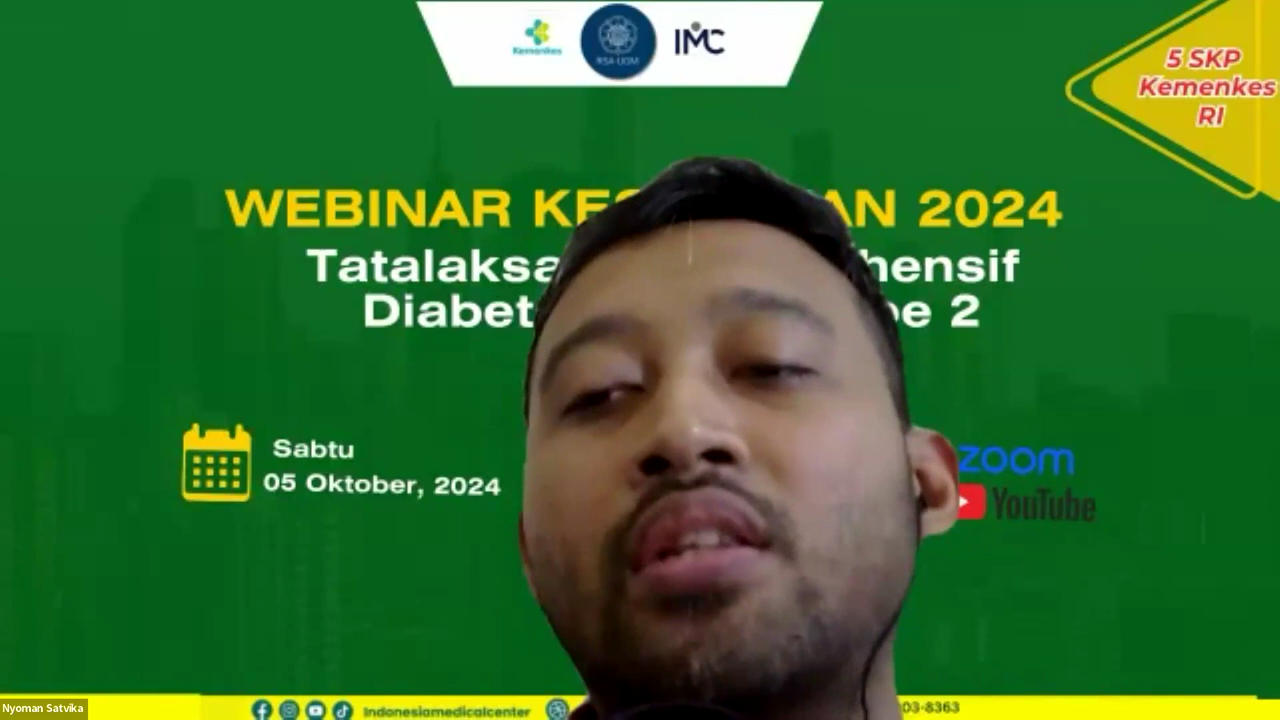 Kemenkes
RSA UGM
IMC
5 SKP
Kemenkes
RI
WEBINAR KES AN 2024
Tatalaksa hensif
Diabet pe 2
Sabtu
05 Oktober, 2024
zoom
YouTube
Nyoman Satvika
Indonesiamedicalcenter
03-8363